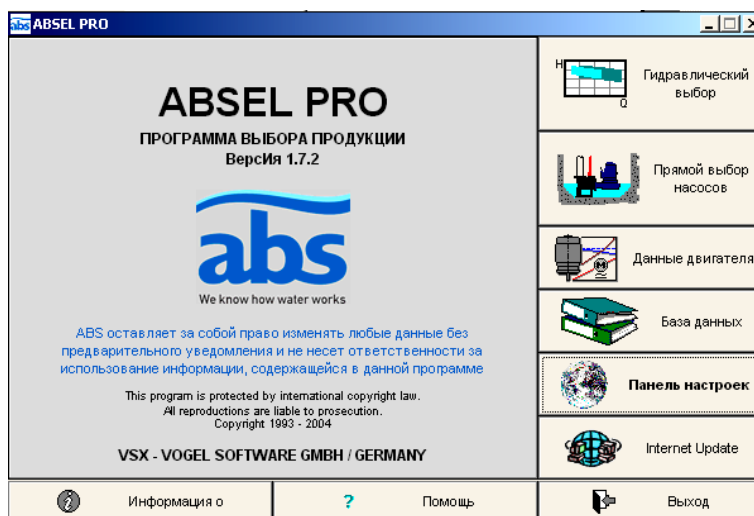 abs ABSEL PRO
ABSEL PRO
ПРОГРАММА ВЫБОРА ПРОДУКЦИИ
ВерсИя 1.7.2
abs
We know how water works
ABS оставляет за собой право изменять любые данные без
предварительного уведомления и не несет ответственности за
использование информации, содержащейся в данной программе
This program is protected by international copyright law.
All reproductions are liable to prosecution.
Copyright 1993 - 2004
VSX - VOGEL SOFTWARE GMBH / GERMANY
H
Q
Гидравлический
выбор
Прямой выбор
насосов
M
Данные двигателя
База данных
Панель настроек
Internet Update
i
Информация о
?
Помощь
Выход